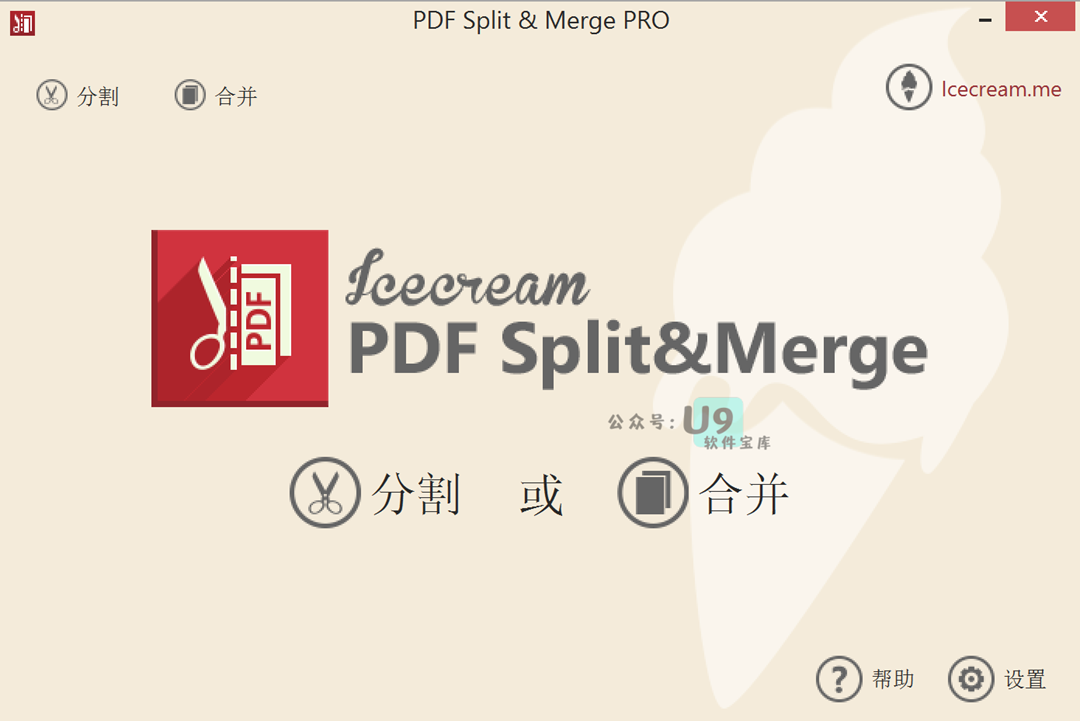 PDF Split & Merge PRO
分割
合并
Icecream.me
PDF
Icecream
PDF Split&Merge
公众号:U9
软件宝库
分割 或 合并
? 帮助
设置